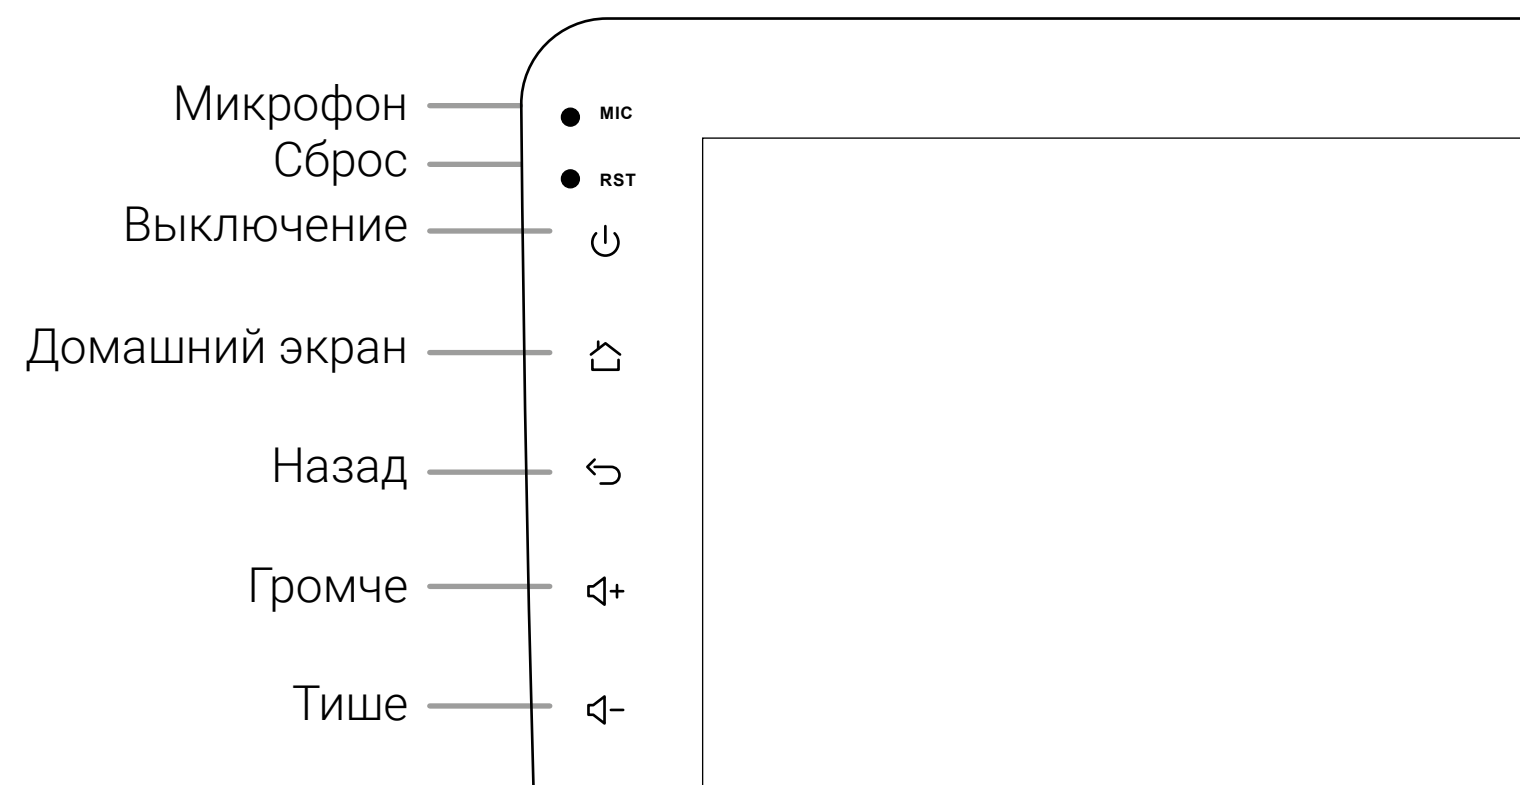 Микрофон
MIC
Сброс
RST
Выключение
Домашний экран
Назад
Громче
Тише